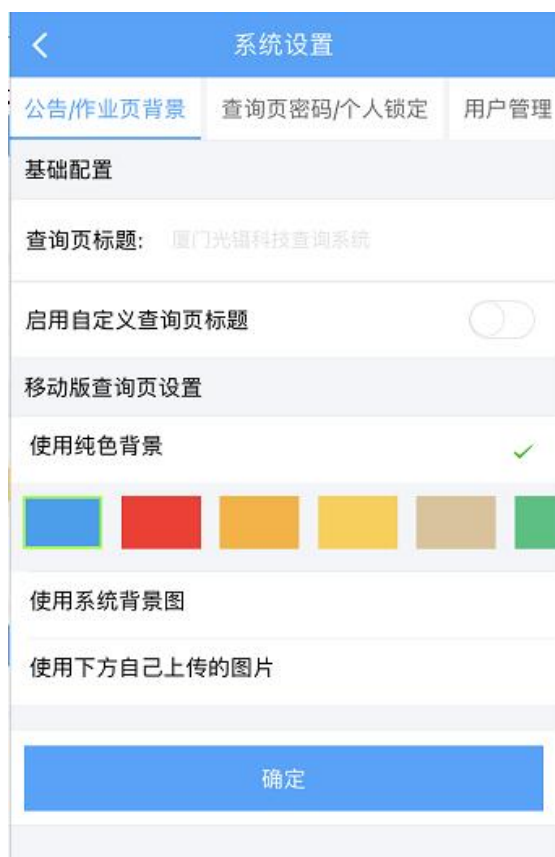 系统设置
公告/作业页背景 查询页密码/个人锁定 用户管理
基础配置
查询页标题: 厦门光镊科技查询系统
启用自定义查询页标题
移动版查询页设置
使用纯色背景
使用系统背景图
使用下方自己上传的图片
确定